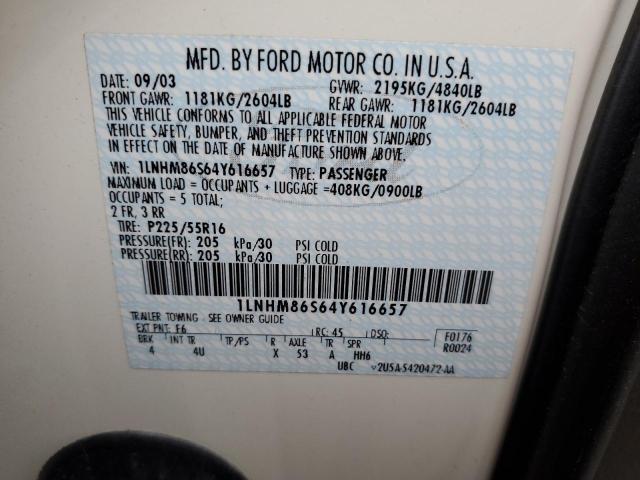 MFD. BY FORD MOTOR CO. IN U.S.A.
DATE: 09/03 GVWR: 2195KG/4840LB
FRONT GAWR: 1181KG/2604LB REAR GAWR: 1181KG/2604LB
THIS VEHICLE CONFORMS TO ALL APPLICABLE FEDERAL MOTOR
VEHICLE SAFETY, BUMPER, AND THEFT PREVENTION STANDARDS
IN EFFECT ON THE DATE OF MANUFACTURE SHOWN ABOVE.
VIN: 1LNHM86S64Y616657 TYPE: PASSENGER
MAXIMUM LOAD = OCCUPANTS + LUGGAGE =408KG/0900LB
OCCUPANTS = 5 TOTAL;
2 FR, 3 RR
TIRE: P225/55R16
PRESSURE(FR): 205 kPa/30 PSI COLD
PRESSURE(RR): 205 kPa/30 PSI COLD
1LNHM86S64Y616657
TRAILER TOWING - SEE OWNER GUIDE
EXT PNT: F6 RC: 45 DSO: F0176
BRK INT TR TP/PS R AXLE TR SPR R0024
4 4U X 53 A HH6
UBC v2U5A-5420472-AA